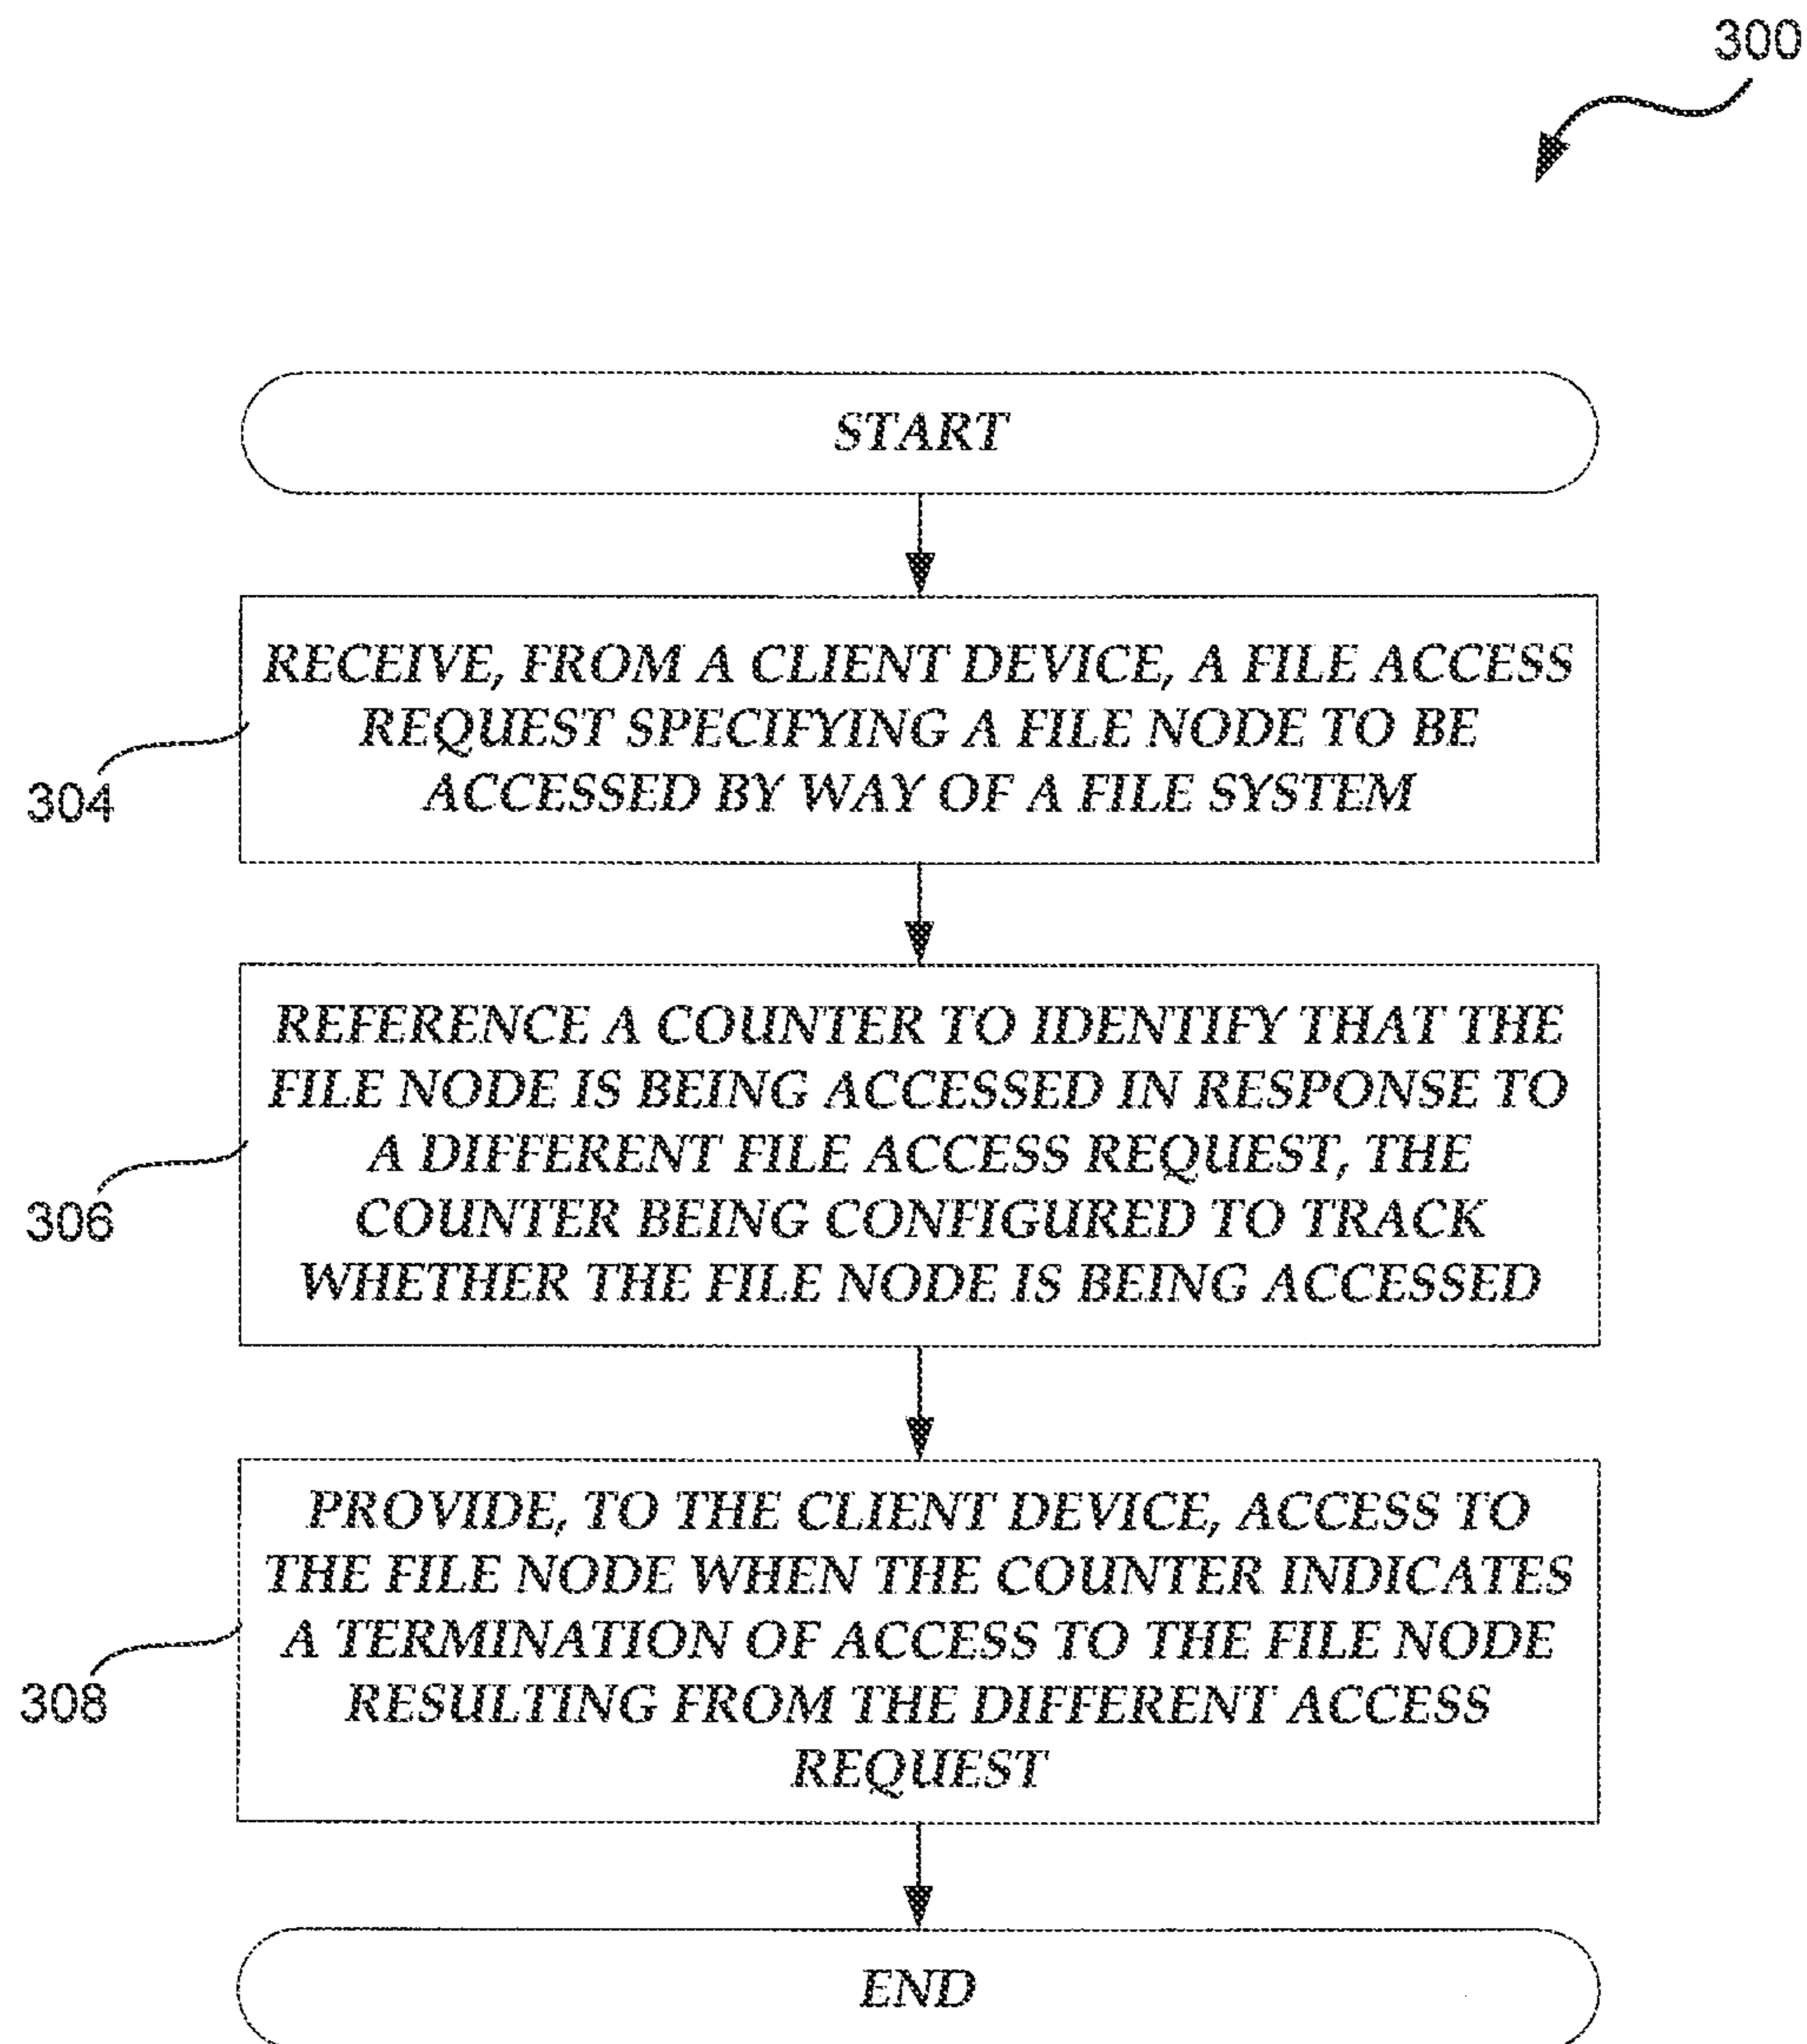 300
START
RECEIVE, FROM A CLIENT DEVICE, A FILE ACCESS
REQUEST SPECIFYING A FILE NODE TO BE
ACCESSED BY WAY OF A FILE SYSTEM
304
REFERENCE A COUNTER TO IDENTIFY THAT THE
FILE NODE IS BEING ACCESSED IN RESPONSE TO
A DIFFERENT FILE ACCESS REQUEST, THE
COUNTER BEING CONFIGURED TO TRACK
WHETHER THE FILE NODE IS BEING ACCESSED
306
PROVIDE, TO THE CLIENT DEVICE, ACCESS TO
THE FILE NODE WHEN THE COUNTER INDICATES
A TERMINATION OF ACCESS TO THE FILE NODE
RESULTING FROM THE DIFFERENT ACCESS
REQUEST
308
END